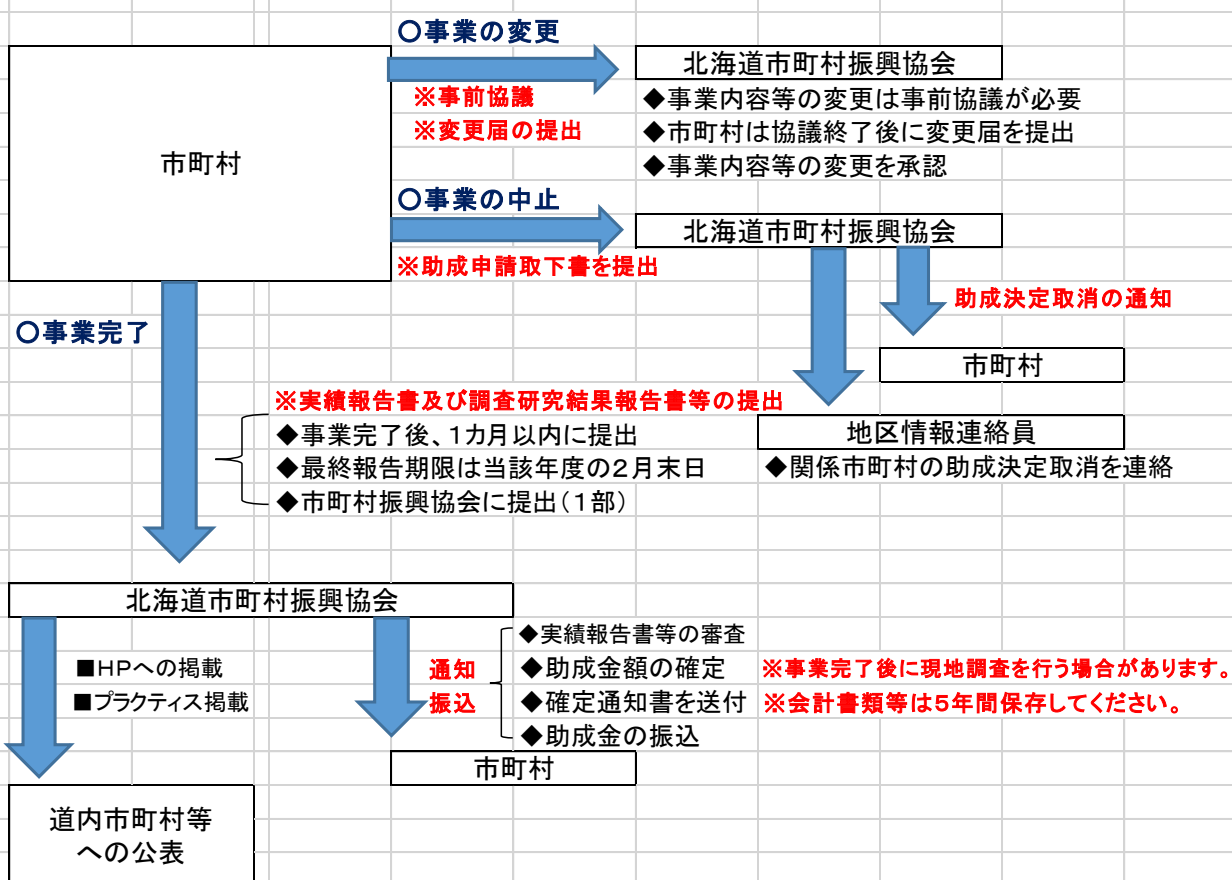 市町村
〇事業の変更
※事前協議
※変更届の提出
北海道市町村振興協会
◆事業内容等の変更は事前協議が必要
◆市町村は協議終了後に変更届を提出
◆事業内容等の変更を承認
〇事業の中止
※助成申請取下書を提出
北海道市町村振興協会
助成決定取消の通知
市町村
地区情報連絡員
◆関係市町村の助成決定取消を連絡
〇事業完了
※実績報告書及び調査研究結果報告書等の提出
◆事業完了後、1カ月以内に提出
◆最終報告期限は当該年度の2月末日
◆市町村振興協会に提出(1部)
北海道市町村振興協会
■HPへの掲載
■プラクティス掲載
通知
振込
◆実績報告書等の審査
◆助成金額の確定
◆確定通知書を送付
◆助成金の振込
※事業完了後に現地調査を行う場合があります。
※会計書類等は5年間保存してください。
市町村
道内市町村等
への公表